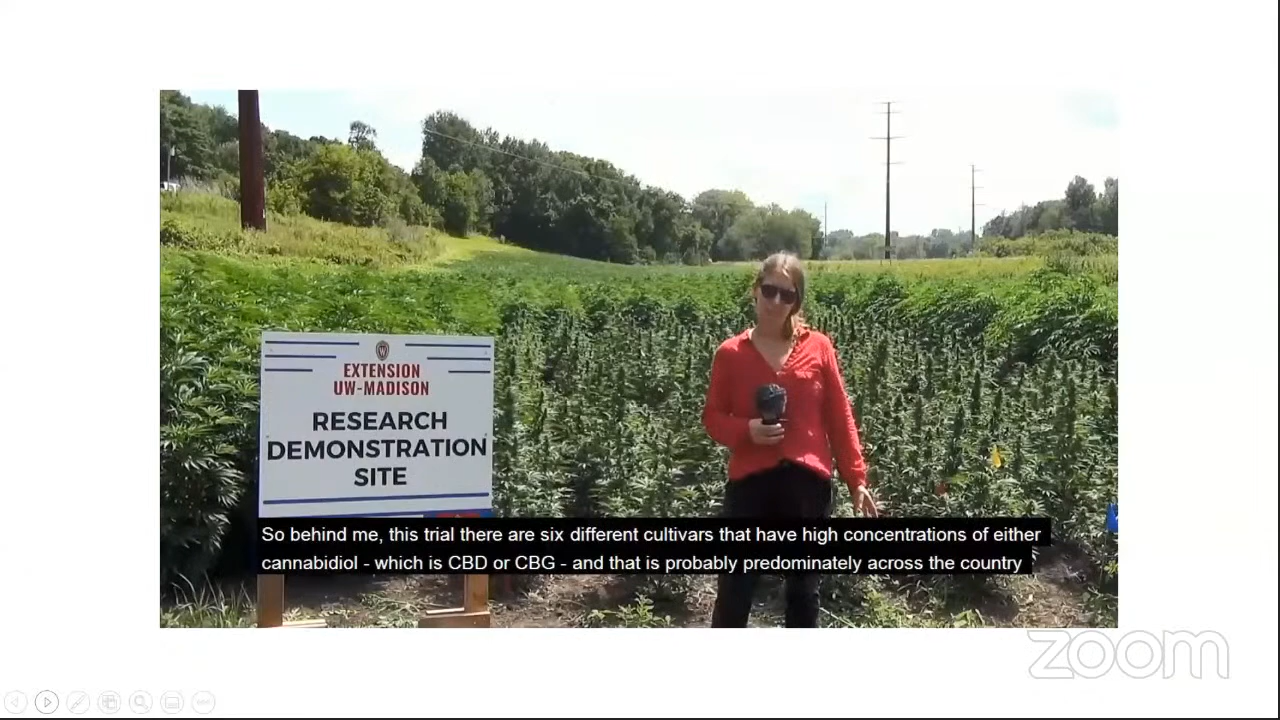 EXTENSION
UW-MADISON
RESEARCH
DEMONSTRATION
SITE
So behind me, this trial there are six different cultivars that have high concentrations of either
cannabidiol - which is CBD or CBG - and that is probably predominately across the country
zoom